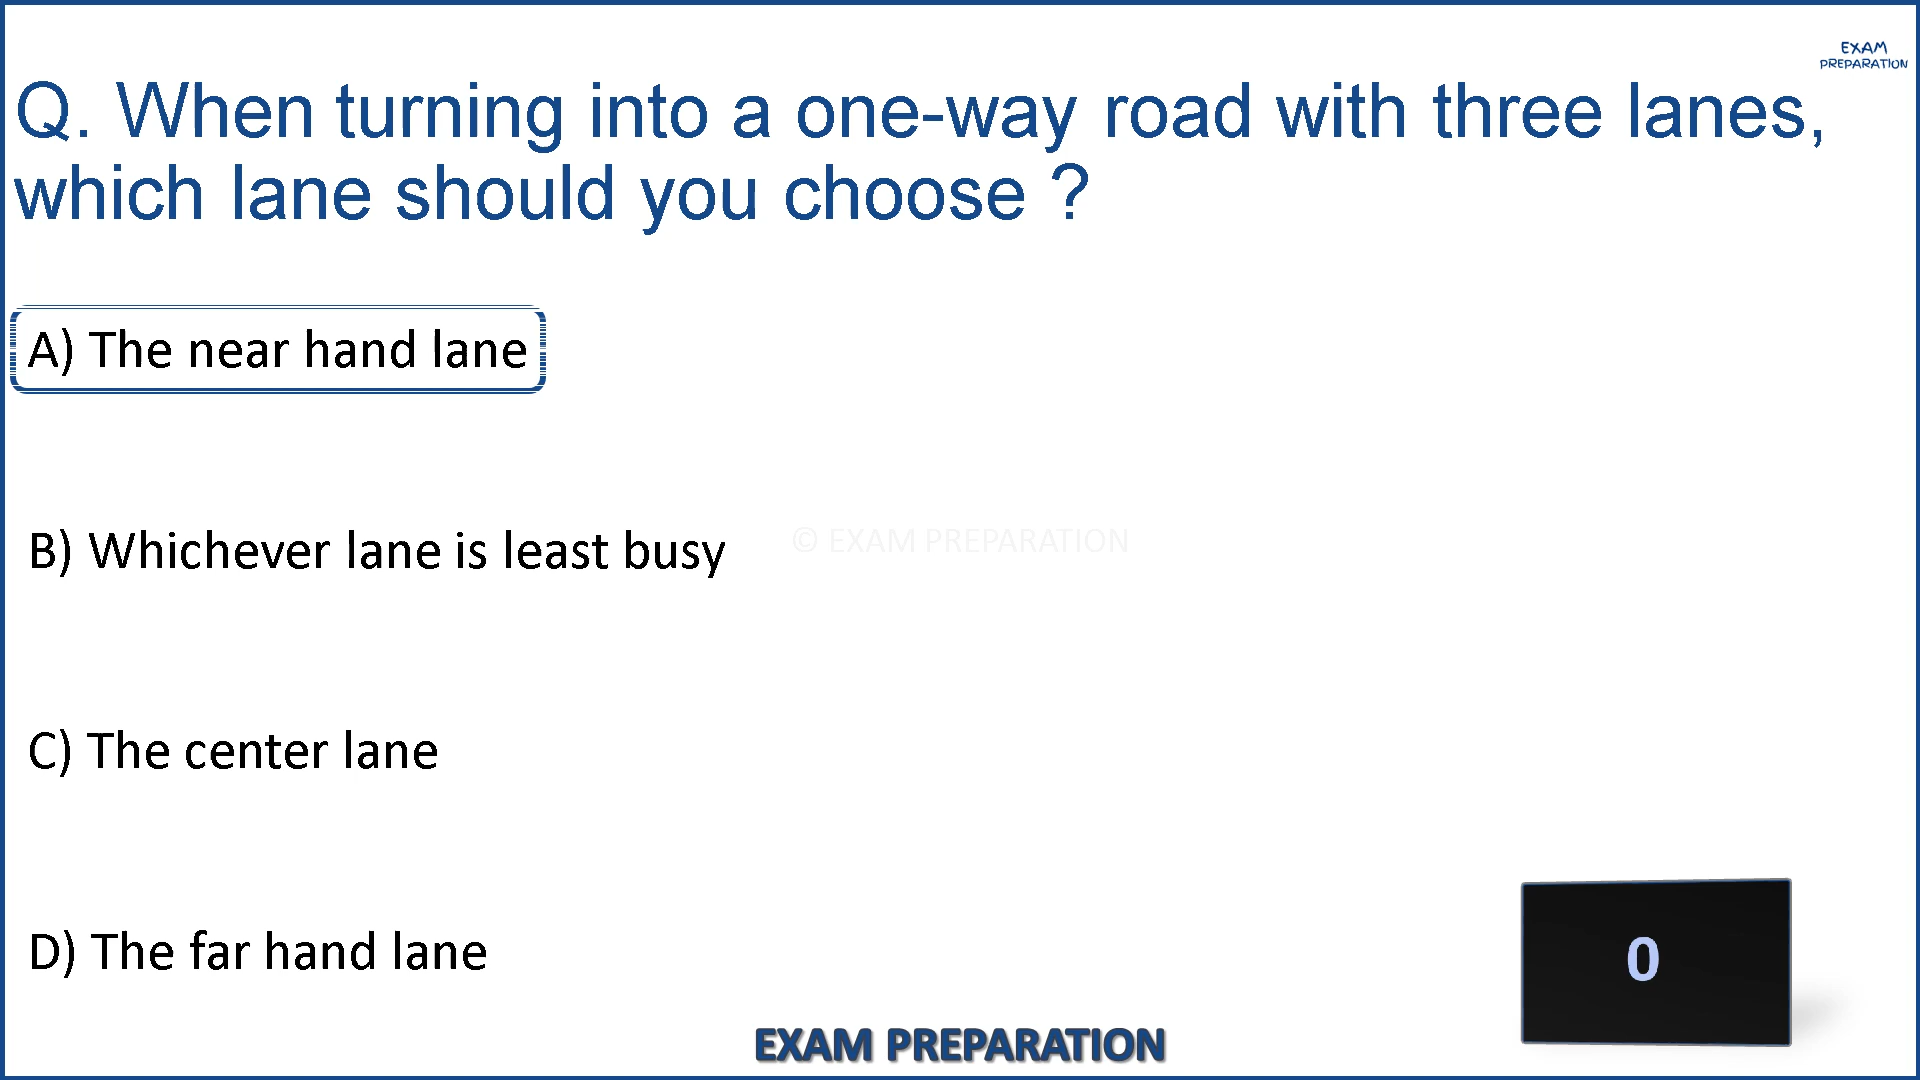 EXAM
PREPARATION
Q. When turning into a one-way road with three lanes,
which lane should you choose ?
A) The near hand lane
B) Whichever lane is least busy
© EXAM PREPARATION
C) The center lane
D) The far hand lane
0
EXAM PREPARATION